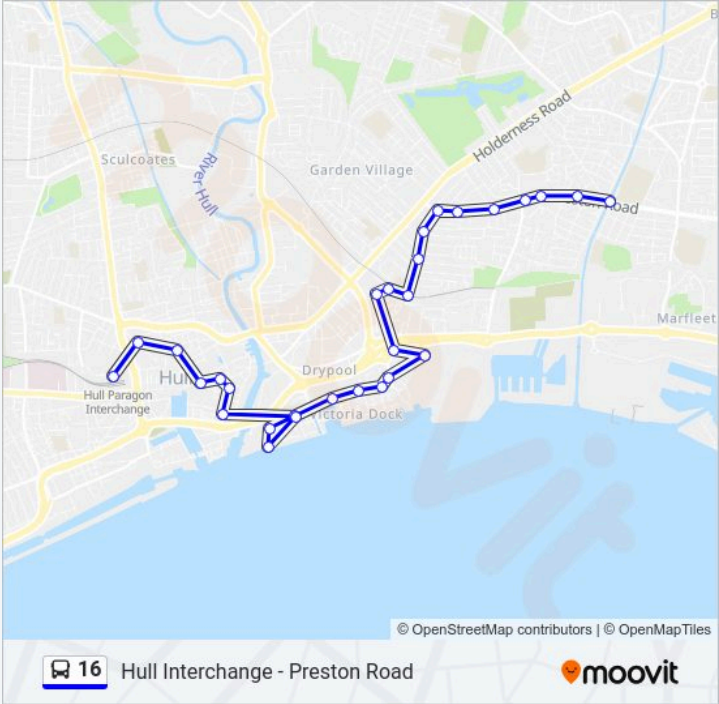 Holderness Road
Sculcoates
River Hull
Garden Village
Road
Marfleet
Drypool
Hull Paragon
Interchange
Victoria Dock
© OpenStreetMap contributors | © OpenMapTiles
16 Hull Interchange - Preston Road
moovit